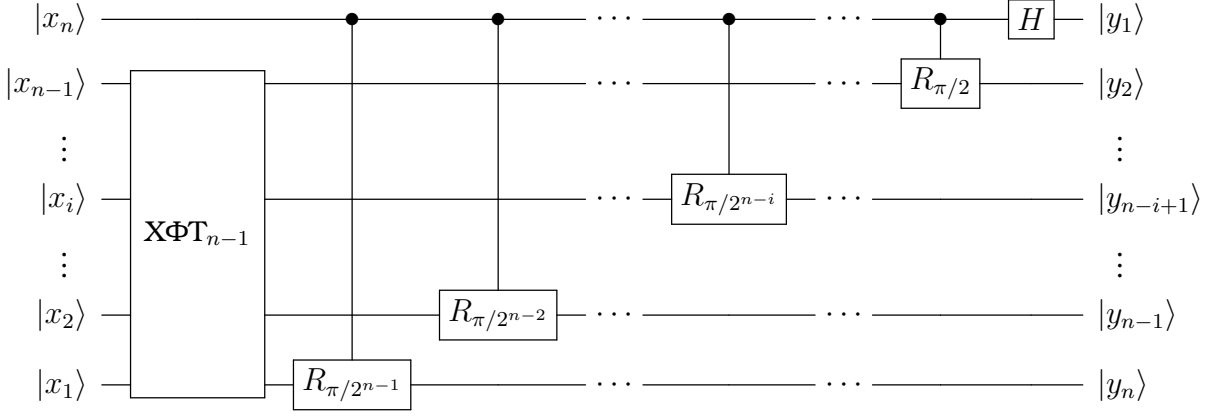 |x_n⟩ ⋯ ⋯ H |y_1⟩
|x_{n-1}⟩ ⋯ ⋯ R_{π/2} |y_2⟩
⋮ ⋮
|x_i⟩ ⋯ R_{π/2^{n-i}} ⋯ |y_{n-i+1}⟩
ХФТ_{n-1}
⋮ ⋮
|x_2⟩ R_{π/2^{n-2}} ⋯ ⋯ |y_{n-1}⟩
|x_1⟩ R_{π/2^{n-1}} ⋯ ⋯ |y_n⟩